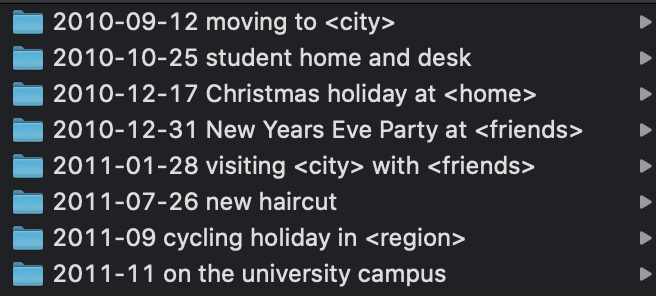 2010-09-12 moving to <city>
2010-10-25 student home and desk
2010-12-17 Christmas holiday at <home>
2010-12-31 New Years Eve Party at <friends>
2011-01-28 visiting <city> with <friends>
2011-07-26 new haircut
2011-09 cycling holiday in <region>
2011-11 on the university campus